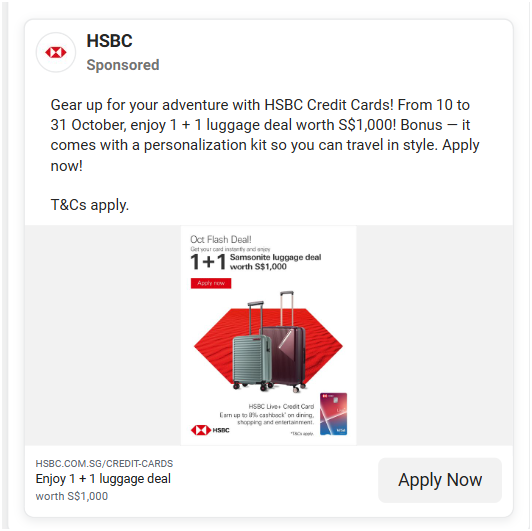 HSBC
Sponsored
Gear up for your adventure with HSBC Credit Cards! From 10 to
31 October, enjoy 1 + 1 luggage deal worth S$1,000! Bonus — it
comes with a personalization kit so you can travel in style. Apply
now!
T&Cs apply.
Oct Flash Deal!
Get your card instantly and enjoy
1+1 Samsonite luggage deal
worth S$1,000
Apply now
HSBC Live+ Credit Card
Earn up to 8% cashback* on dining,
shopping and entertainment.
*T&Cs apply
HSBC
VISA
HSBC.COM.SG/CREDIT-CARDS
Enjoy 1 + 1 luggage deal
worth S$1,000
Apply Now